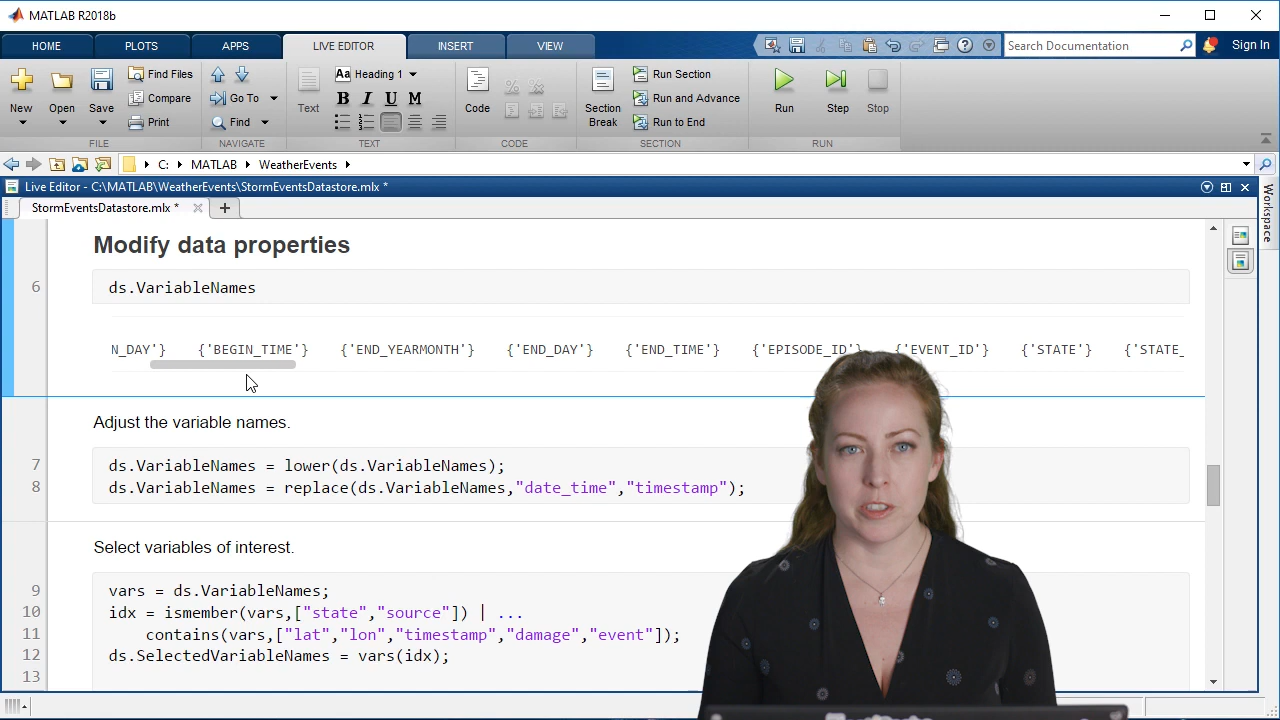 MATLAB R2018b
HOME PLOTS APPS LIVE EDITOR INSERT VIEW
Search Documentation
Sign In
New
Open
Save
Find Files
Compare
Print
FILE
Go To
Find
NAVIGATE
Text
Aa Heading 1
B I U M
TEXT
Code
CODE
Section Break
Run Section
Run and Advance
Run to End
SECTION
Run
Step
Stop
RUN
C: MATLAB WeatherEvents
Live Editor - C:\MATLAB\WeatherEvents\StormEventsDatastore.mlx *
StormEventsDatastore.mlx *
Workspace
Modify data properties
6 ds.VariableNames
N_DAY'} {'BEGIN_TIME'} {'END_YEARMONTH'} {'END_DAY'} {'END_TIME'} {'EPISODE_ID'} {'EVENT_ID'} {'STATE'} {'STATE_
Adjust the variable names.
7 ds.VariableNames = lower(ds.VariableNames);
8 ds.VariableNames = replace(ds.VariableNames,"date_time","timestamp");
Select variables of interest.
9 vars = ds.VariableNames;
10 idx = ismember(vars,["state","source"]) | ...
11 contains(vars,["lat","lon","timestamp","damage","event"]);
12 ds.SelectedVariableNames = vars(idx);
13